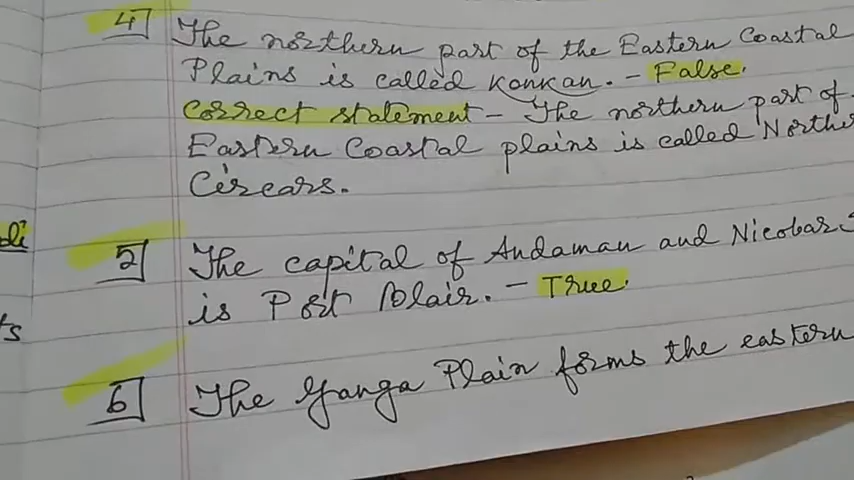 4] The northern part of the Eastern Coastal
Plains is called Konkan. - False.
Correct statement - The northern part of
Eastern Coastal plains is called
Circars.
5] The capital of Andaman and Nicobar
is Port Blair. - True.
6] The Ganga Plain forms the eastern